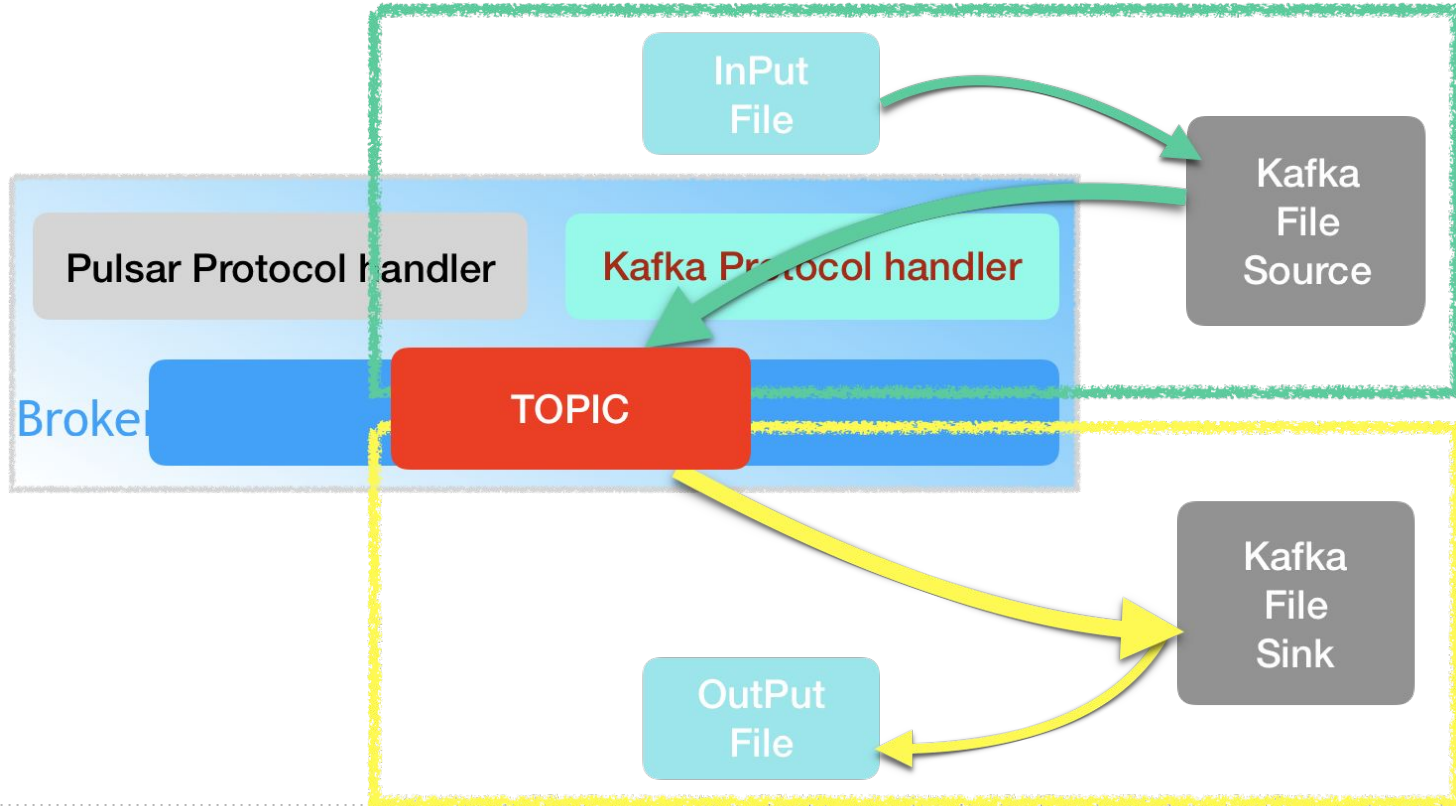 InPut
File
Kafka
File
Source
Pulsar Protocol handler
Kafka Protocol handler
TOPIC
Broker
Kafka
File
Sink
OutPut
File